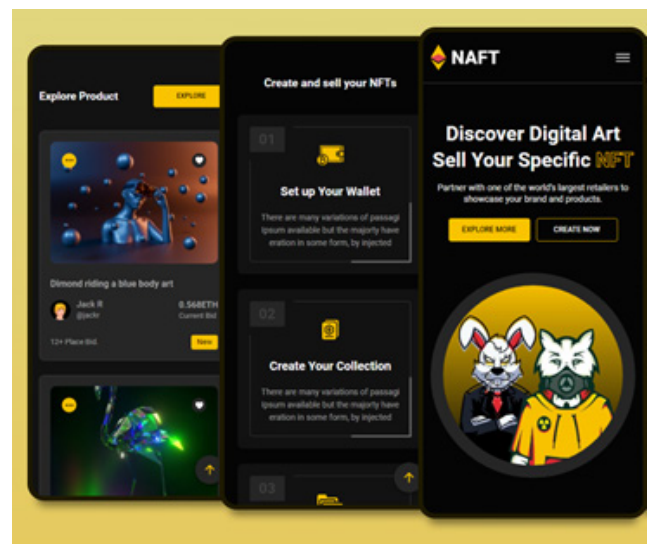 Explore Product
EXPLORE
Dimond riding a blue body art
Jack R
@jackr
0.568ETH
Current Bid
12+ Place Bid.
New
Create and sell your NFTs
01
Set up Your Wallet
There are many variations of passagi
Ipsum available but the majorty have
eration in some form, by injected
02
Create Your Collection
There are many variations of passagi
Ipsum available but the majorty have
eration in some form, by injected
03
NAFT
Discover Digital Art
Sell Your Specific NFT
Partner with one of the world's largest retailers to
showcase your brand and products.
EXPLORE MORE
CREATE NOW